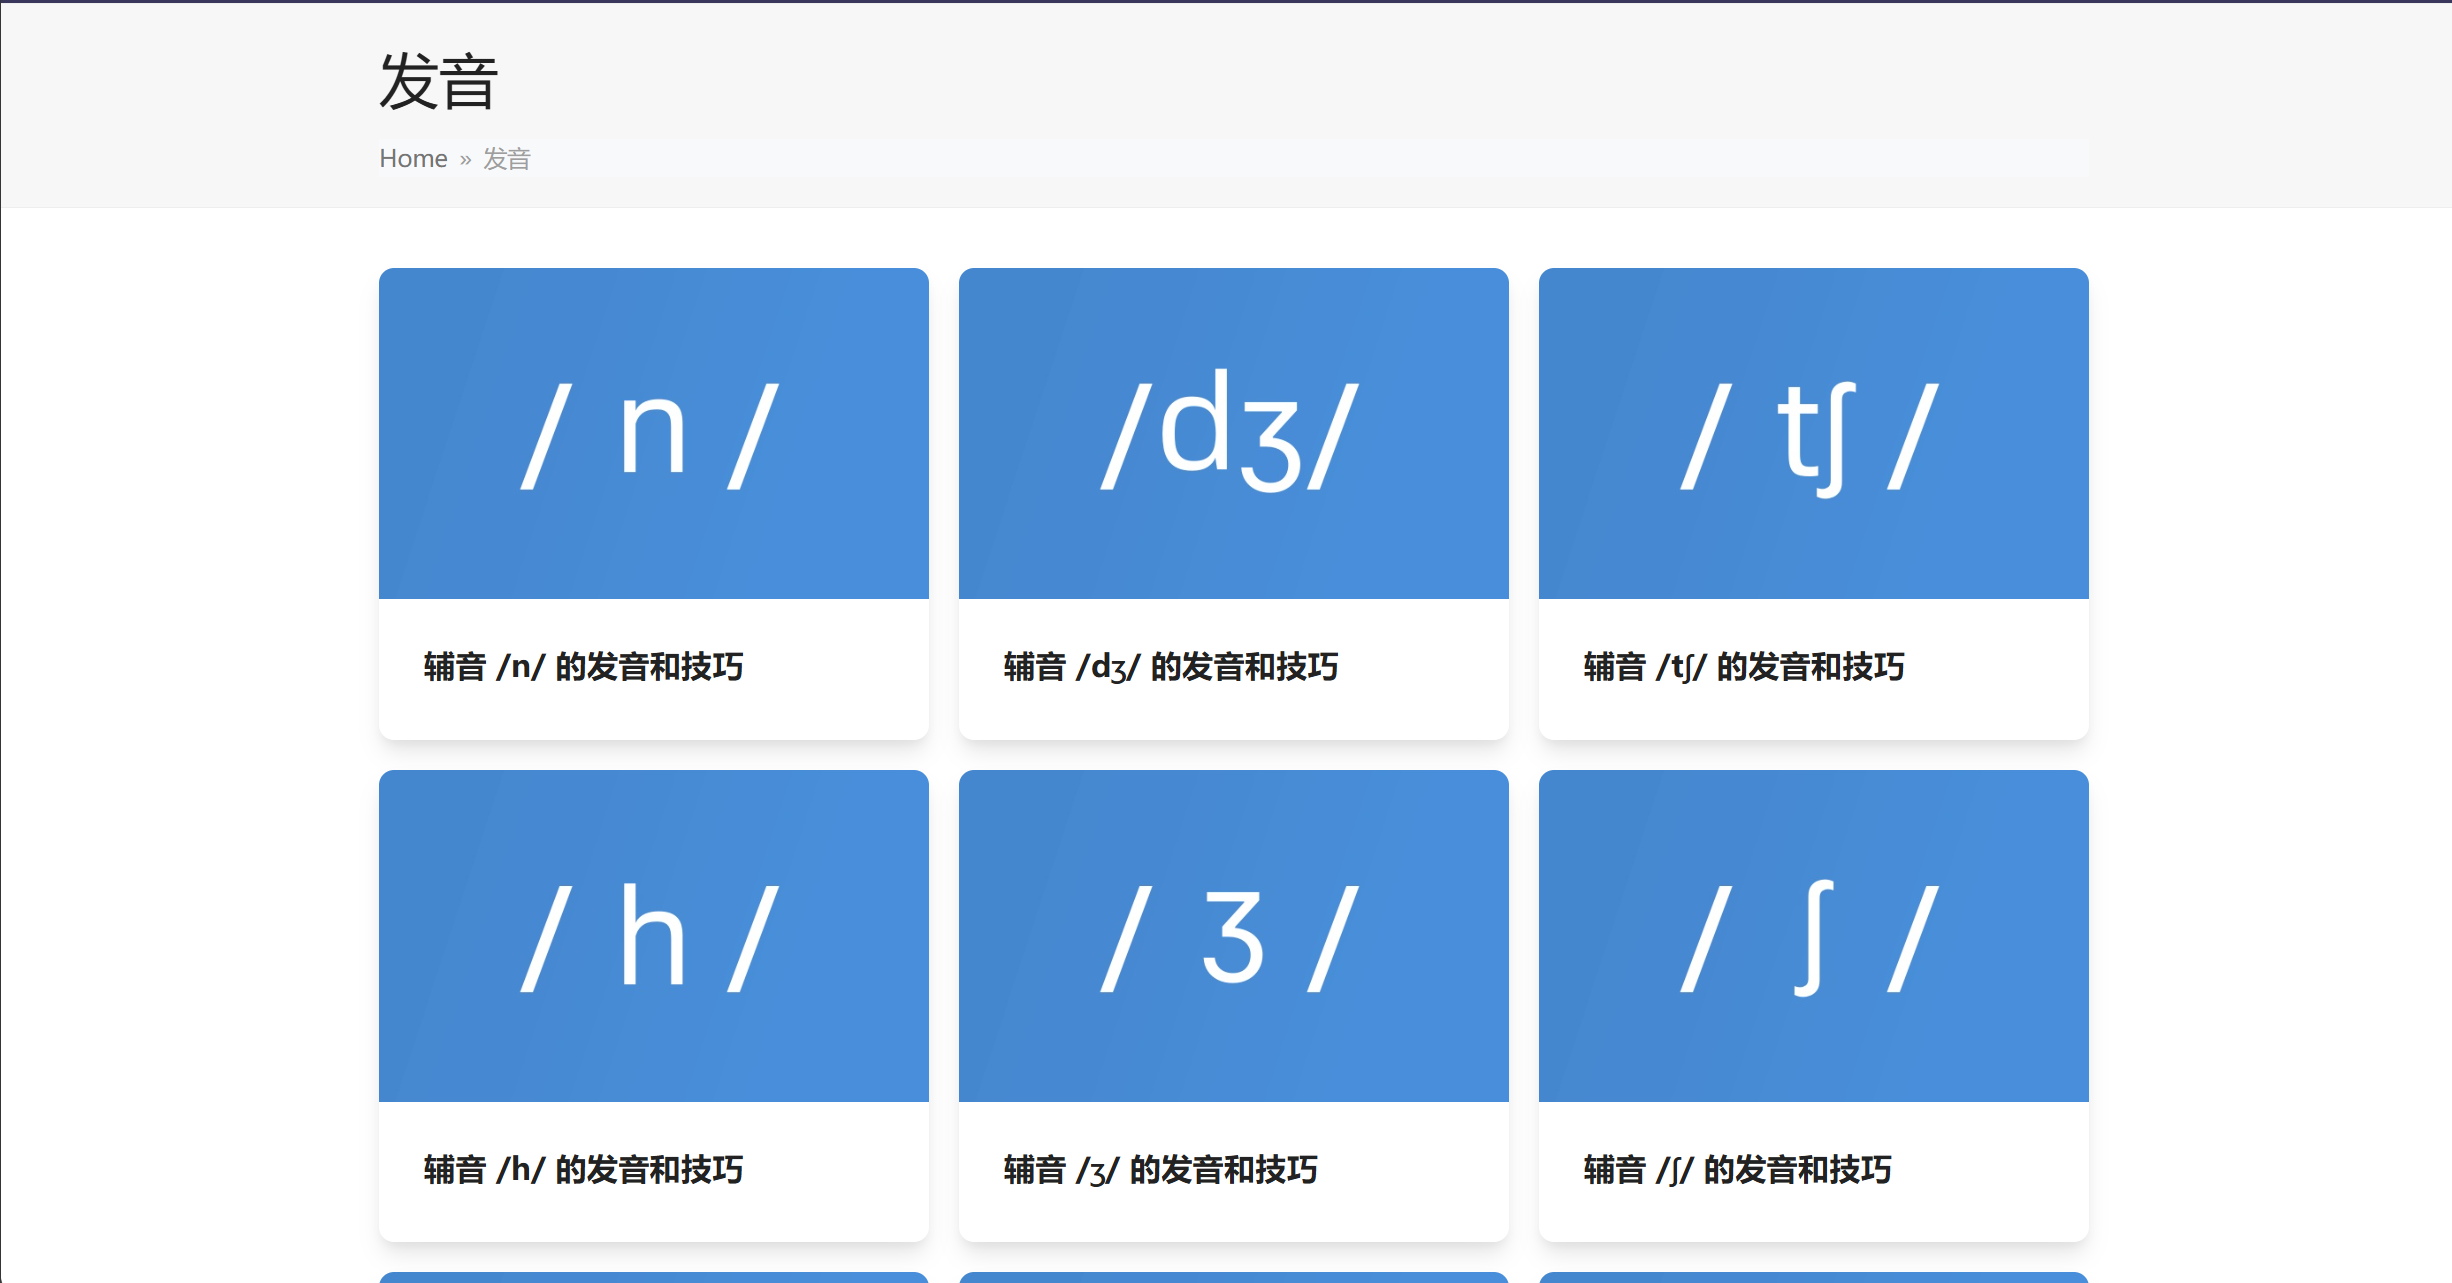 发音
Home » 发音
/ n /
/dʒ/
/ tʃ /
辅音 /n/ 的发音和技巧
辅音 /dʒ/ 的发音和技巧
辅音 /tʃ/ 的发音和技巧
/ h /
/ ʒ /
/ ʃ /
辅音 /h/ 的发音和技巧
辅音 /ʒ/ 的发音和技巧
辅音 /ʃ/ 的发音和技巧